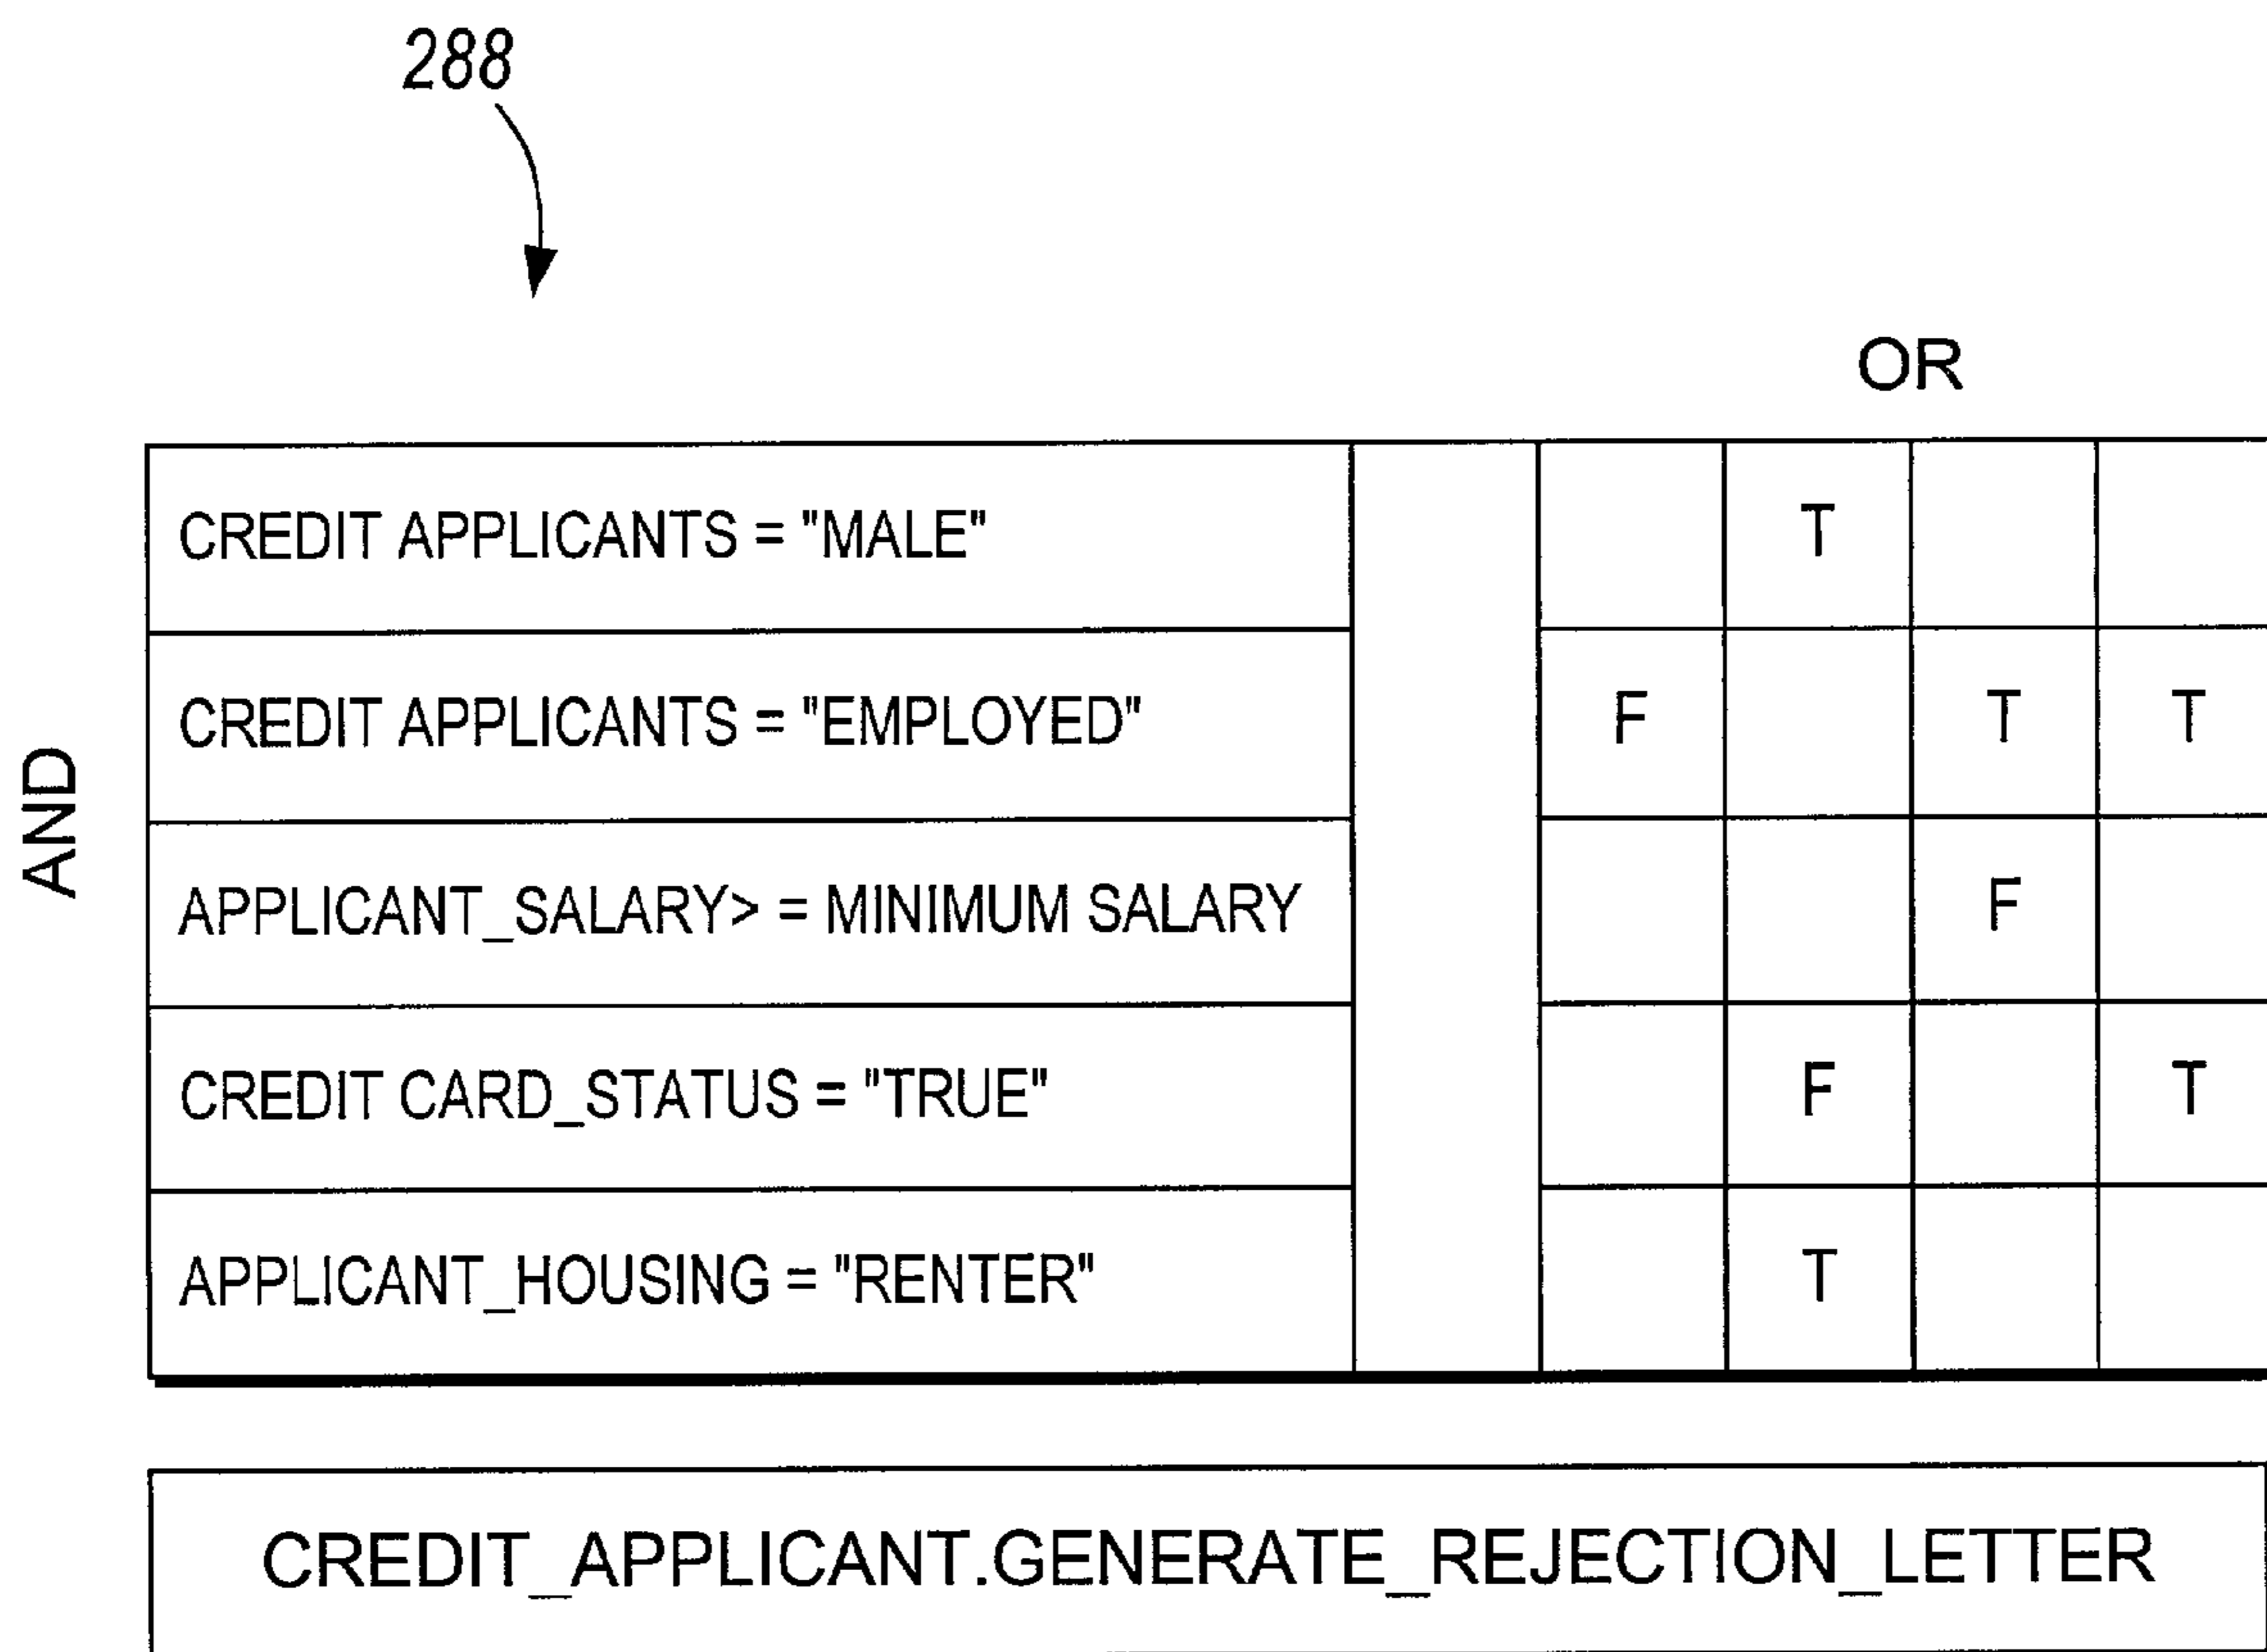 288
OR
AND
CREDIT APPLICANTS = "MALE" T
CREDIT APPLICANTS = "EMPLOYED" F T T
APPLICANT_SALARY> = MINIMUM SALARY F
CREDIT CARD_STATUS = "TRUE" F T
APPLICANT_HOUSING = "RENTER" T
CREDIT_APPLICANT.GENERATE_REJECTION_LETTER